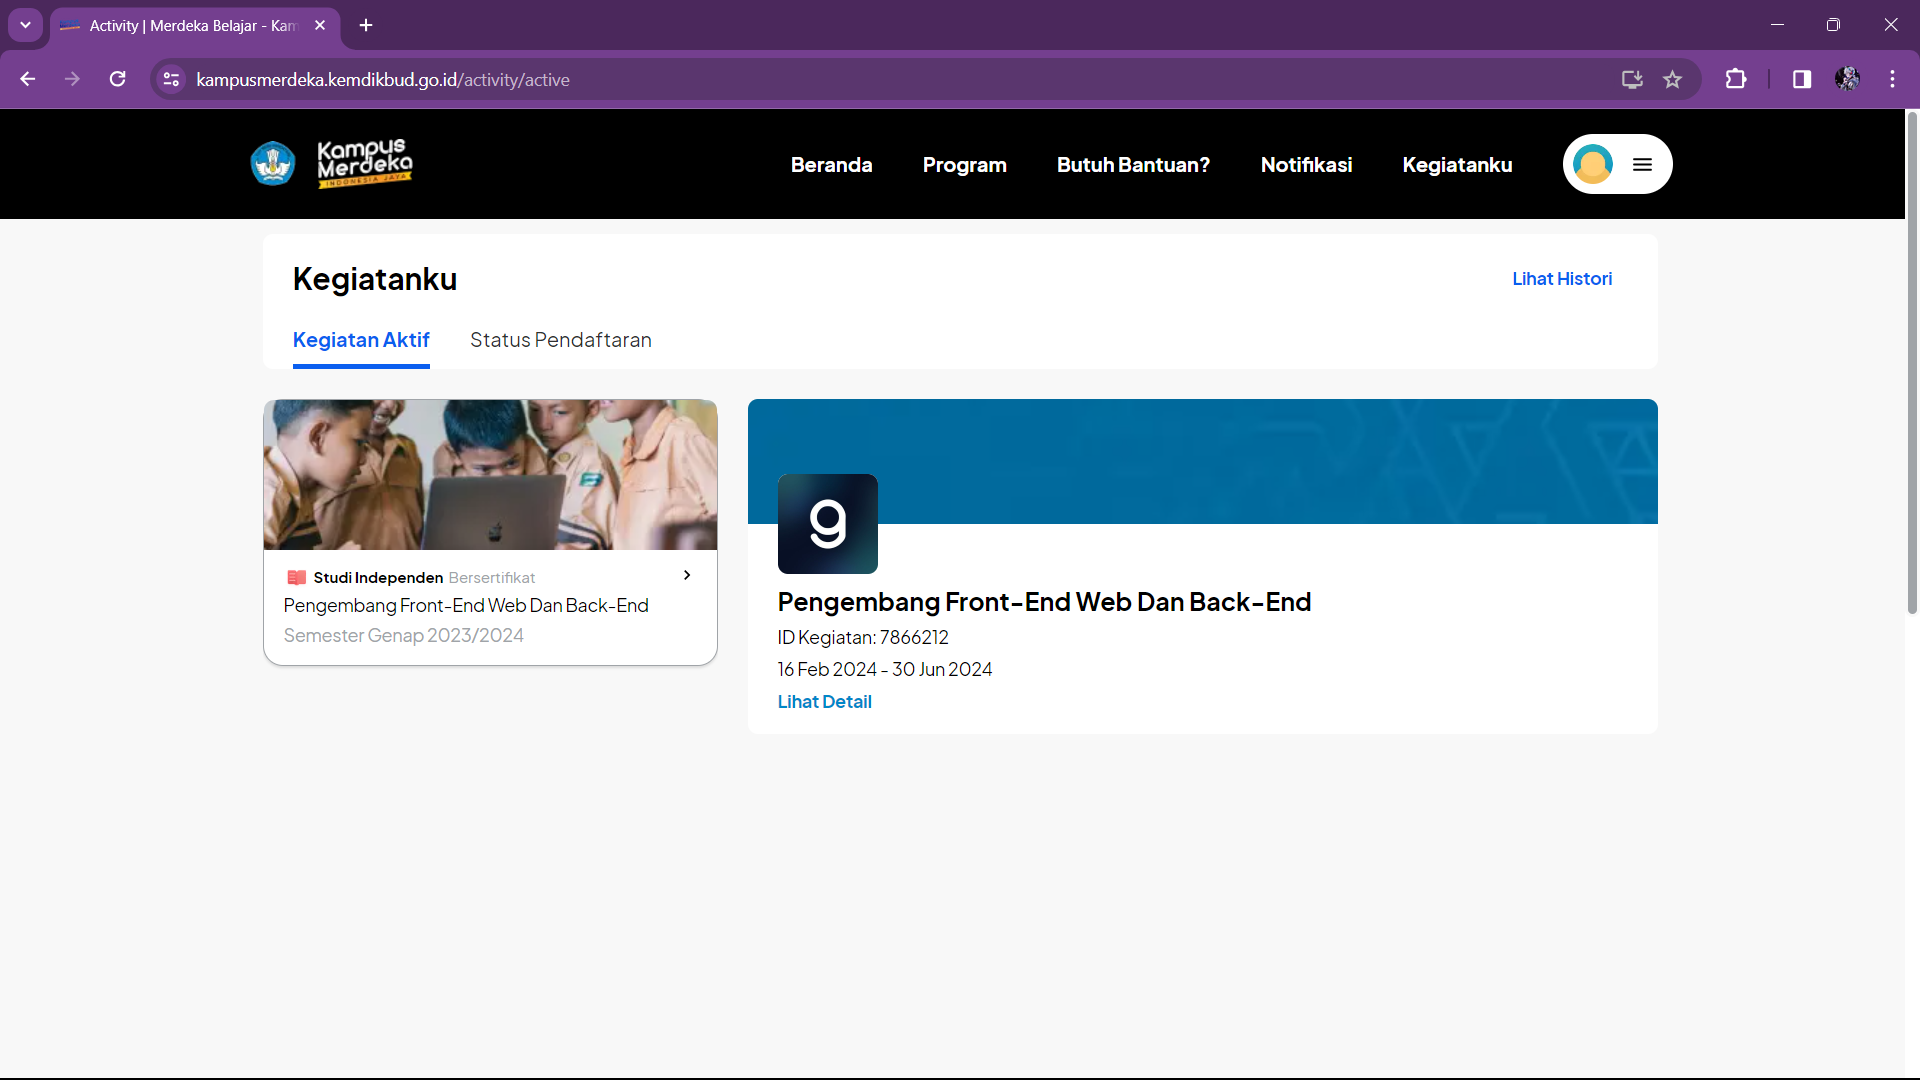 Activity | Merdeka Belajar - Kam
kampusmerdeka.kemdikbud.go.id/activity/active
Kampus
Merdeka
INDONESIA JAYA
Beranda
Program
Butuh Bantuan?
Notifikasi
Kegiatanku
Kegiatanku
Lihat Histori
Kegiatan Aktif
Status Pendaftaran
Studi Independen Bersertifikat
Pengembang Front-End Web Dan Back-End
Semester Genap 2023/2024
g
Pengembang Front-End Web Dan Back-End
ID Kegiatan: 7866212
16 Feb 2024 - 30 Jun 2024
Lihat Detail